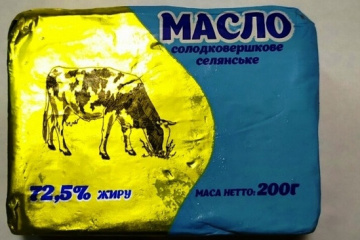 МАСЛО
солодковершкове
селянське
72,5% ЖИРУ
МАСА НЕТТО: 200г